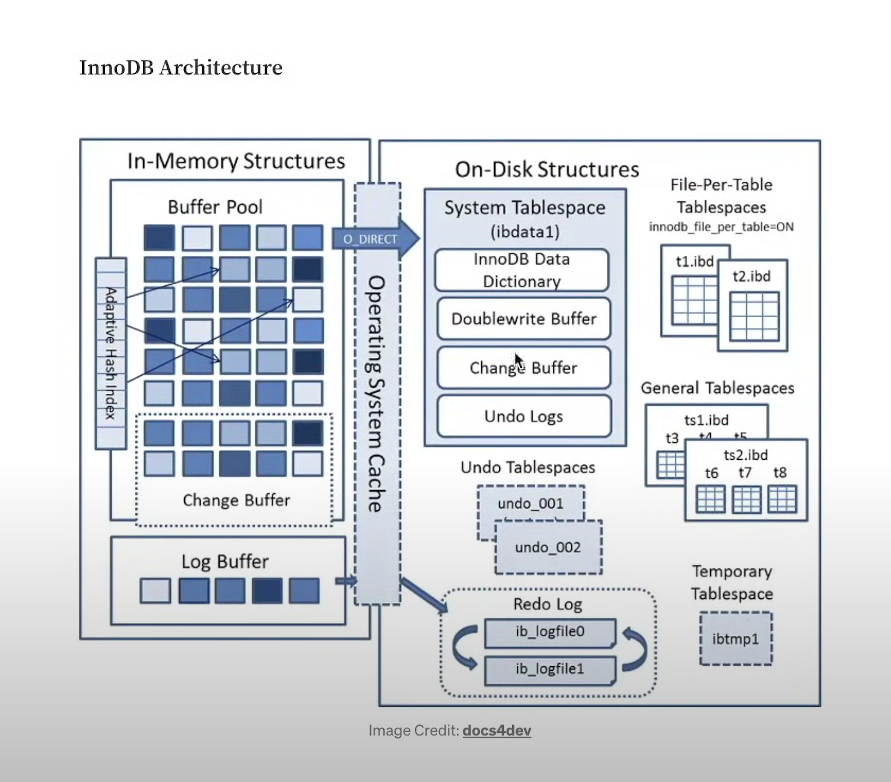 InnoDB Architecture
In-Memory Structures
Buffer Pool
Adaptive Hash Index
Change Buffer
Log Buffer
O_DIRECT
Operating System Cache
On-Disk Structures
System Tablespace
(ibdata1)
InnoDB Data
Dictionary
Doublewrite Buffer
Change Buffer
Undo Logs
File-Per-Table
Tablespaces
innodb_file_per_table=ON
t1.ibd
t2.ibd
General Tablespaces
ts1.ibd
t3 t4 t5
ts2.ibd
t6 t7 t8
Undo Tablespaces
undo_001
undo_002
Redo Log
ib_logfile0
ib_logfile1
Temporary
Tablespace
ibtmp1
Image Credit: docs4dev